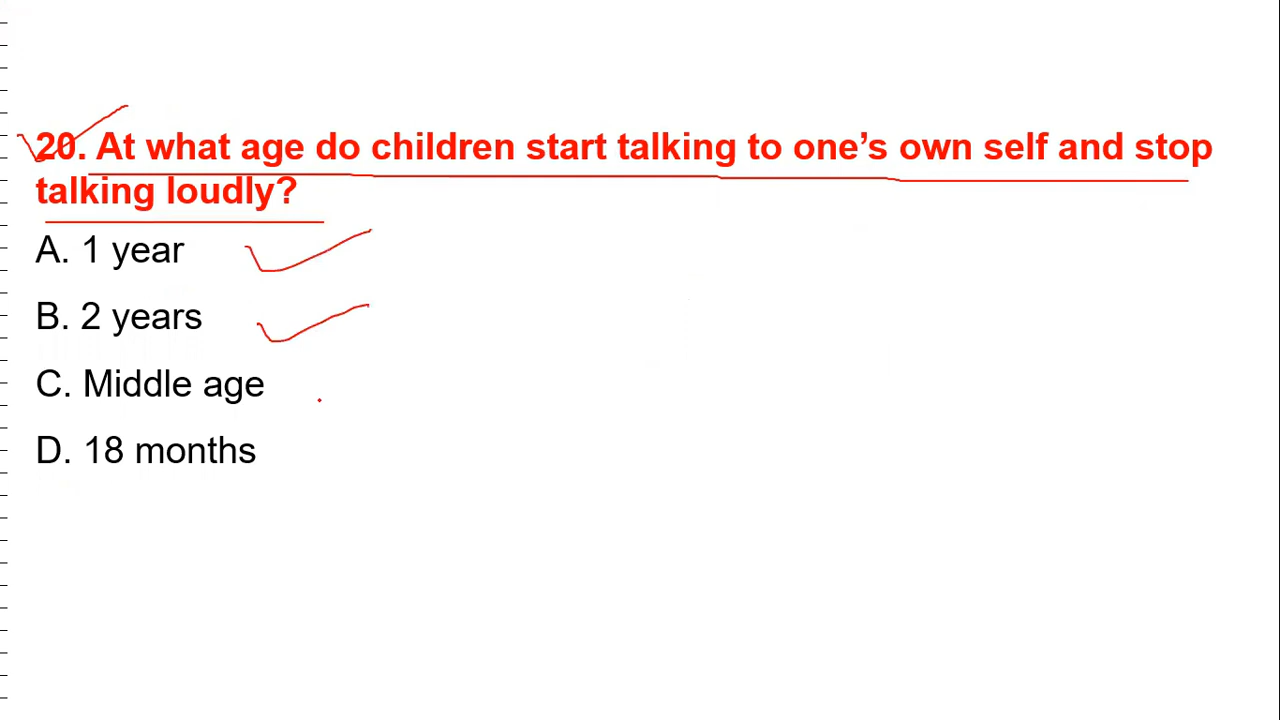 20. At what age do children start talking to one’s own self and stop
talking loudly?
A. 1 year
B. 2 years
C. Middle age
D. 18 months